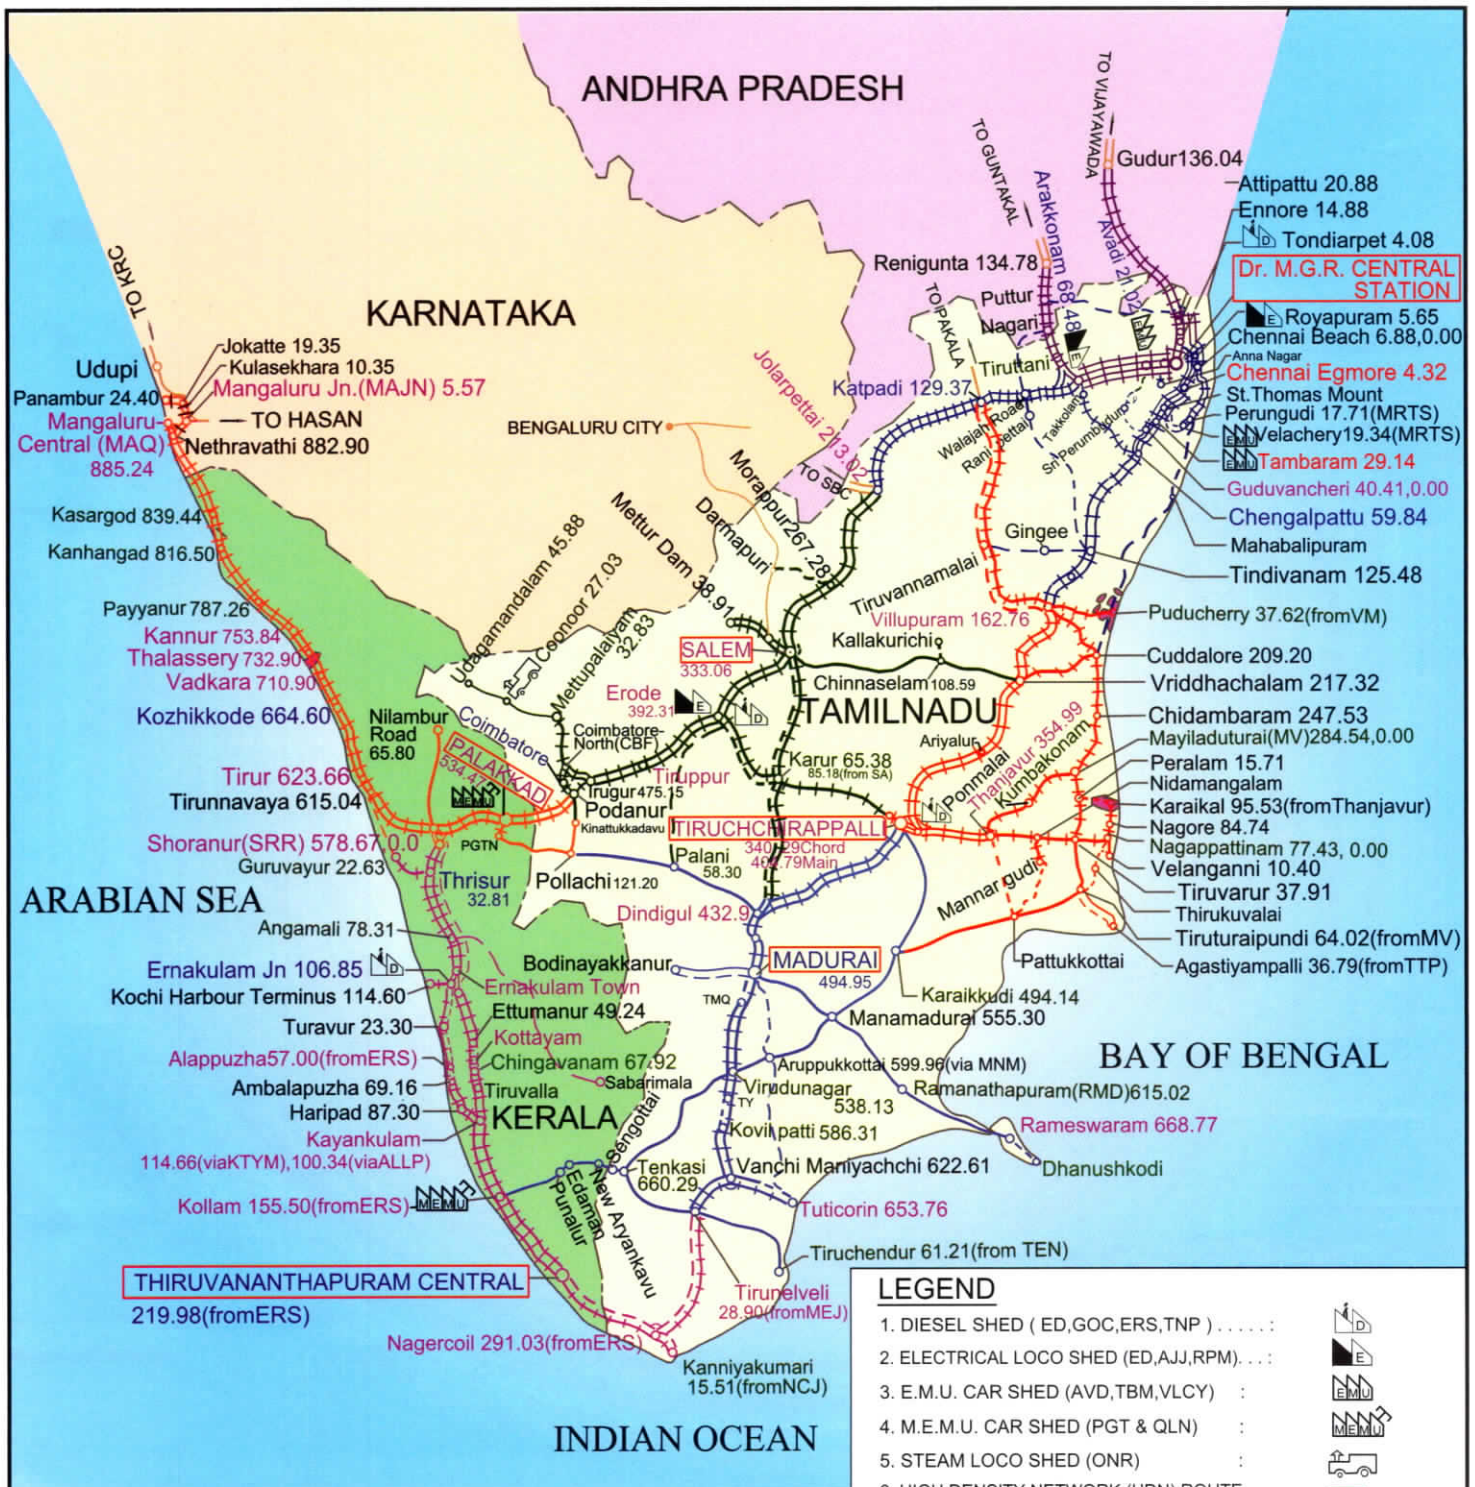 ANDHRA PRADESH
KARNATAKA
TAMILNADU
KERALA
ARABIAN SEA
BAY OF BENGAL
INDIAN OCEAN
TO VIJAYAWADA
TO GUNTAKAL
TO PAKALA
TO KRC
TO HASAN
TO SBC
Gudur136.04
Attipattu 20.88
Ennore 14.88
Tondiarpet 4.08
Dr. M.G.R. CENTRAL
STATION
Royapuram 5.65
Chennai Beach 6.88,0.00
Anna Nagar
Chennai Egmore 4.32
St.Thomas Mount
Perungudi 17.71(MRTS)
Velachery19.34(MRTS)
Tambaram 29.14
Guduvancheri 40.41,0.00
Chengalpattu 59.84
Mahabalipuram
Tindivanam 125.48
Puducherry 37.62(fromVM)
Cuddalore 209.20
Vriddhachalam 217.32
Chidambaram 247.53
Mayiladuturai(MV)284.54,0.00
Peralam 15.71
Nidamangalam
Karaikal 95.53(fromThanjavur)
Nagore 84.74
Nagappattinam 77.43, 0.00
Velanganni 10.40
Tiruvarur 37.91
Thirukuvalai
Tiruturaipundi 64.02(fromMV)
Agastiyampalli 36.79(fromTTP)
Arakkonam 68.48
Avadi 21.02
Renigunta 134.78
Puttur
Nagari
Tiruttani
Katpadi 129.37
Walajah Road
Rani Pettai
Takkolam
Sri Perumbudur
Jolarpettai 213.02
Morappur267.28
Darmapuri
Mettur Dam 38.91
BENGALURU CITY
Gingee
Tiruvannamalai
Villupuram 162.76
Kallakurichi
Chinnaselam108.59
SALEM
333.06
Erode
392.31
Udagamandalam 45.88
Coonoor 27.03
Mettupalaiyam
32.83
Coimbatore
Coimbatore-
North(CBF)
Tiruppur
Irugur475.15
Podanur
Kinattukkadavu
Pollachi121.20
Palani
58.30
Karur 65.38
85.18(from SA)
Ariyalur
Ponmalai
Thanjavur 354.99
Kumbakonam
TIRUCHCHIRAPPALLI
340.29Chord
402.79Main
Mannargudi
Pattukkottai
Karaikkudi 494.14
Dindigul 432.9
MADURAI
494.95
Bodinayakkanur
TMQ
Manamadurai 555.30
Aruppukkottai 599.96(via MNM)
Virudunagar
538.13
TY
Ramanathapuram(RMD)615.02
Rameswaram 668.77
Dhanushkodi
Kovilpatti 586.31
Vanchi Maniyachchi 622.61
Tuticorin 653.76
Tiruchendur 61.21(from TEN)
Tirunelveli
28.90(fromMEJ)
Kanniyakumari
15.51(fromNCJ)
Nagercoil 291.03(fromERS)
Tenkasi
660.29
Sengottai
New Aryankavu
Edaman
Punalur
Udupi
Jokatte 19.35
Kulasekhara 10.35
Panambur 24.40
Mangaluru Jn.(MAJN) 5.57
Mangaluru
Central (MAQ)
885.24
Nethravathi 882.90
Kasargod 839.44
Kanhangad 816.50
Payyanur 787.26
Kannur 753.84
Thalassery 732.90
Vadkara 710.90
Kozhikkode 664.60
Nilambur
Road
65.80
PALAKKAD
PGTN
Tirur 623.66
Tirunnavaya 615.04
Shoranur(SRR) 578.67,0.0
Guruvayur 22.63
Thrisur
32.81
Angamali 78.31
Ernakulam Jn 106.85
Ernakulam Town
Kochi Harbour Terminus 114.60
Ettumanur 49.24
Turavur 23.30
Kottayam
Alappuzha57.00(fromERS)
Chingavanam 67.92
Sabarimala
Ambalapuzha 69.16
Tiruvalla
Haripad 87.30
Kayankulam
114.66(viaKTYM),100.34(viaALLP)
Kollam 155.50(fromERS)
THIRUVANANTHAPURAM CENTRAL
219.98(fromERS)
LEGEND
1. DIESEL SHED ( ED,GOC,ERS,TNP ) . . . . . :
D
2. ELECTRICAL LOCO SHED (ED,AJJ,RPM). . . :
E
3. E.M.U. CAR SHED (AVD,TBM,VLCY) :
EMU
4. M.E.M.U. CAR SHED (PGT & QLN) :
MEMU
5. STEAM LOCO SHED (ONR) :